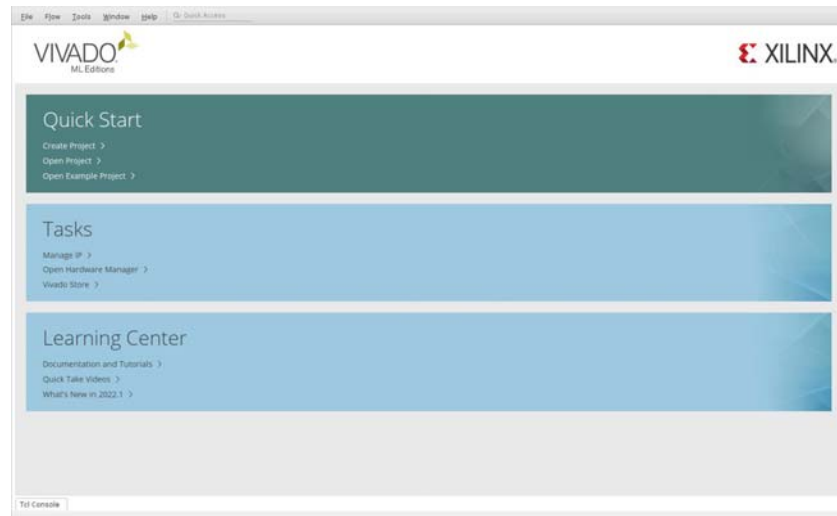 File Flow Tools Window Help Quick Access
VIVADO.
ML Editions
XILINX.
Quick Start
Create Project >
Open Project >
Open Example Project >
Tasks
Manage IP >
Open Hardware Manager >
Vivado Store >
Learning Center
Documentation and Tutorials >
Quick Take Videos >
What's New in 2022.1 >
Tcl Console